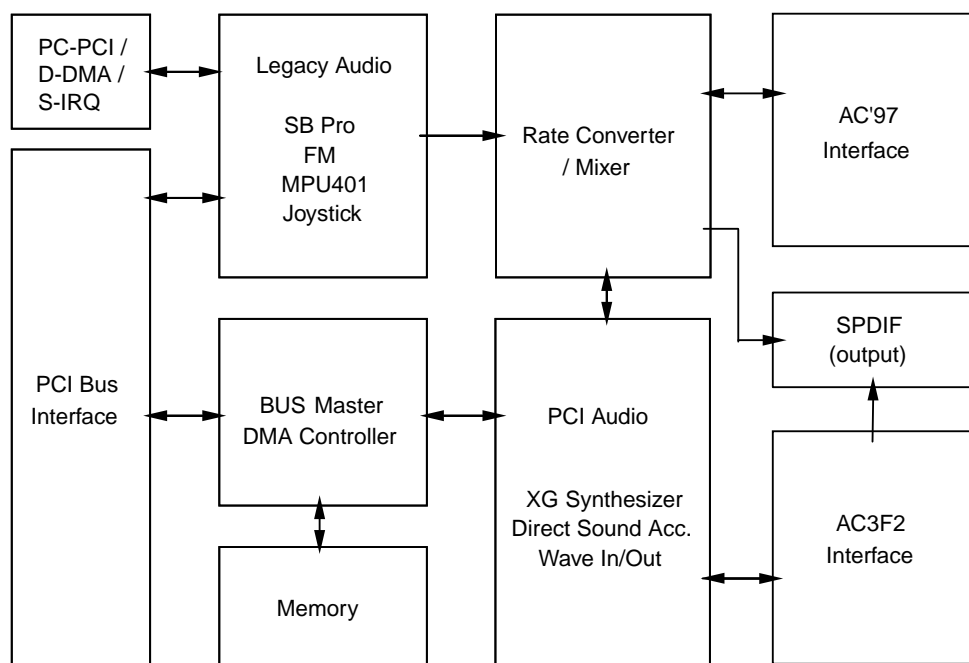 PC-PCI /
D-DMA /
S-IRQ
Legacy Audio
SB Pro
FM
MPU401
Joystick
Rate Converter
/ Mixer
AC'97
Interface
SPDIF
(output)
PCI Bus
Interface
BUS Master
DMA Controller
PCI Audio
XG Synthesizer
Direct Sound Acc.
Wave In/Out
AC3F2
Interface
Memory